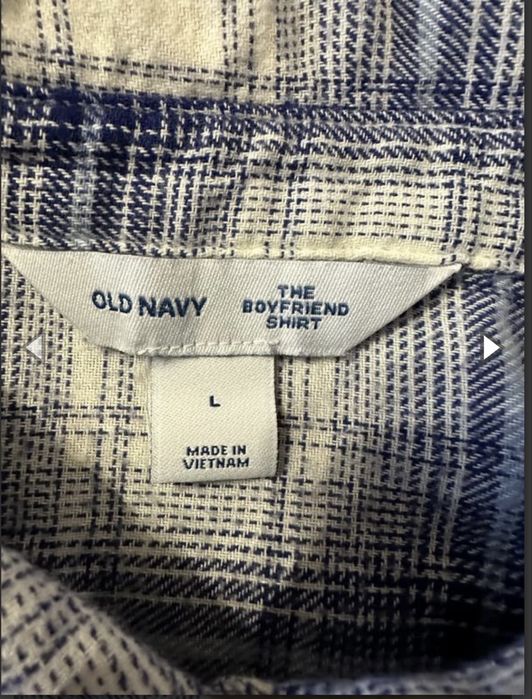 OLD NAVY
THE
BOYFRIEND
SHIRT
L
MADE IN
VIETNAM